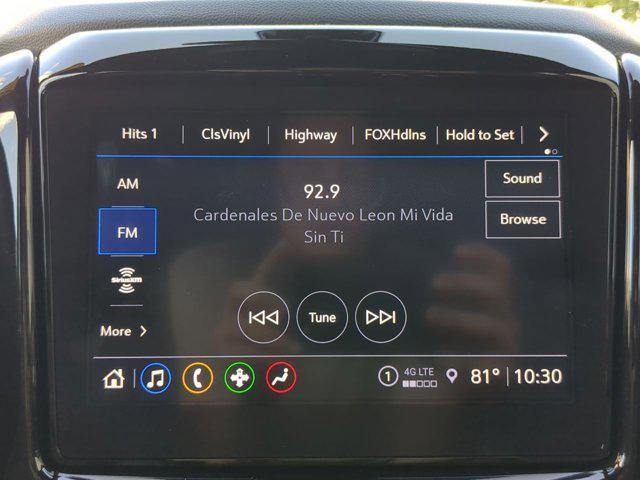 Hits 1 ClsVinyl Highway FOXHdlns Hold to Set
AM
92.9
Sound
Cardenales De Nuevo Leon Mi Vida
Sin Ti
FM
Browse
SiriusXM
Tune
More
1 4G LTE 81° 10:30